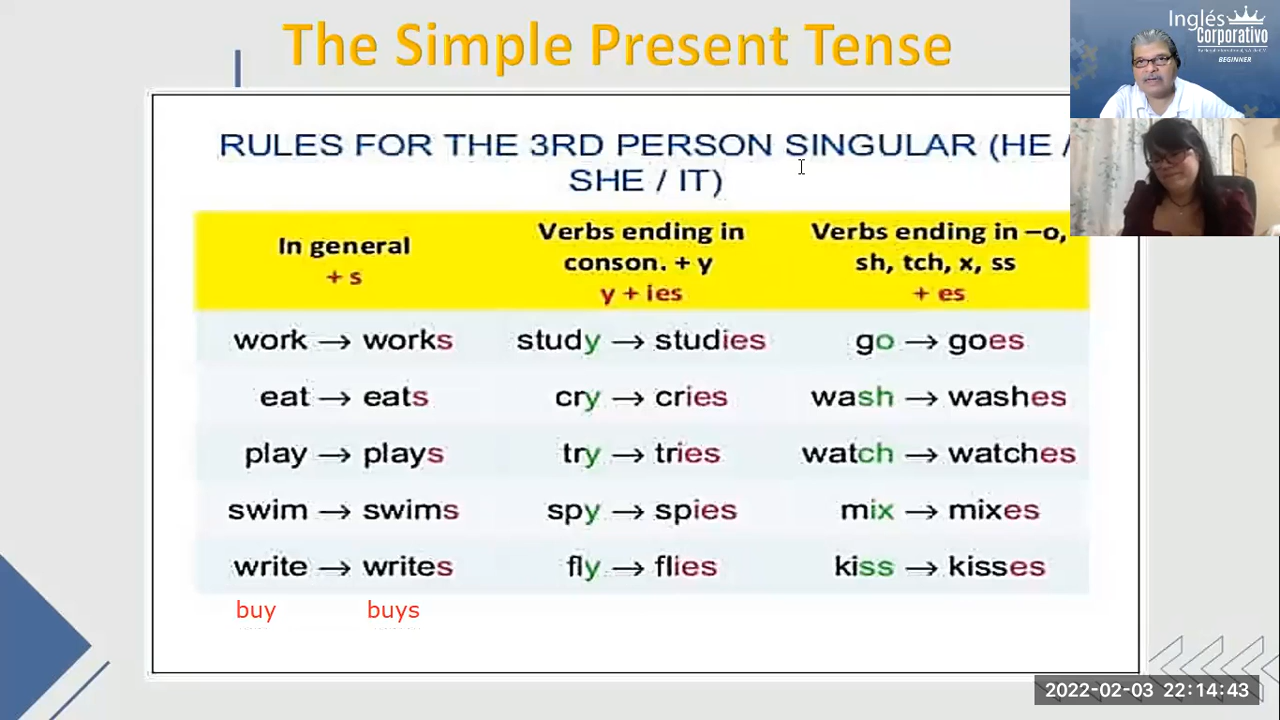 The Simple Present Tense
Inglés
Corporativo
BEGINNER
RULES FOR THE 3RD PERSON SINGULAR (HE /
SHE / IT)
In general
+ s
Verbs ending in
conson. + y
y + ies
Verbs ending in –o,
sh, tch, x, ss
+ es
work → works
study → studies
go → goes
eat → eats
cry → cries
wash → washes
play → plays
try → tries
watch → watches
swim → swims
spy → spies
mix → mixes
write → writes
fly → flies
kiss → kisses
buy buys
2022-02-03 22:14:43